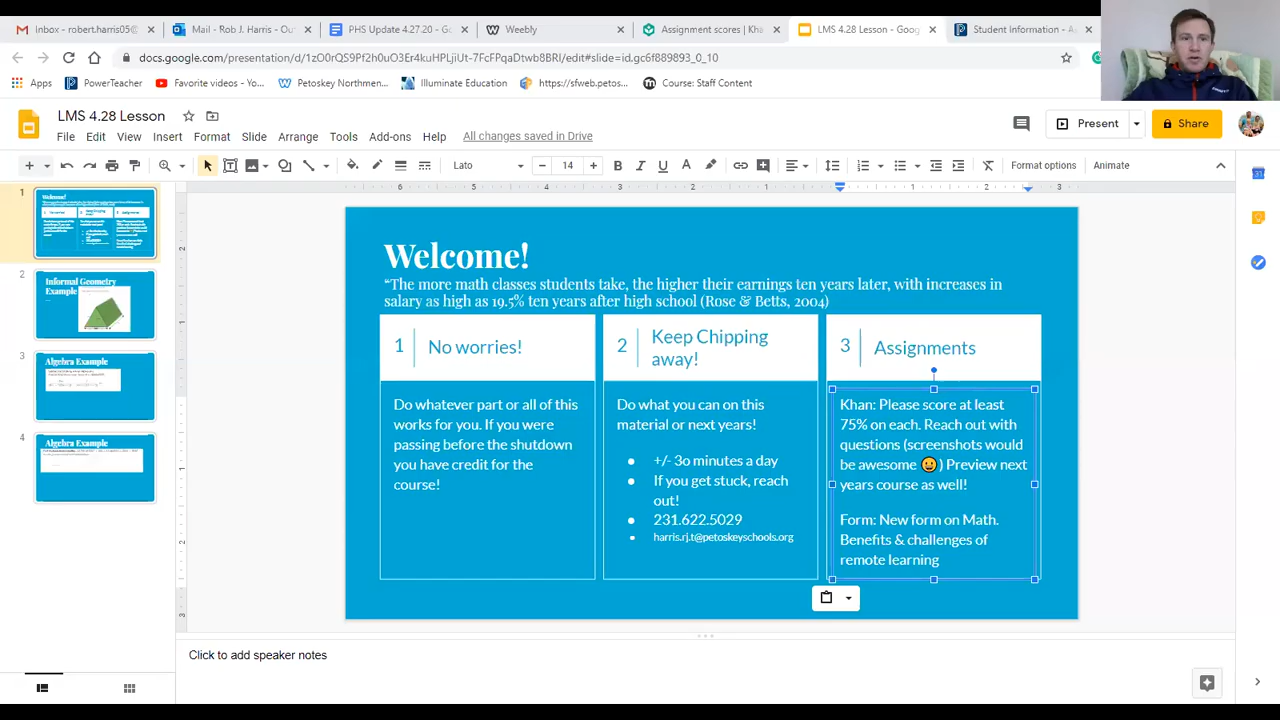 Inbox - robert.harris05@
Mail - Rob J. Harris - Out
PHS Update 4.27.20 - Goog
Weebly
Assignment scores | Kha
LMS 4.28 Lesson - Goog
Student Information - A
docs.google.com/presentation/d/1zO0rQS9Pf2h0uO3Er4kuHPLjiUt-7FcFPqaDtwb8BRI/edit#slide=id.gc6f889893_0_10
Apps
PowerTeacher
Favorite videos - Yo...
Petoskey Northmen...
Illuminate Education
https://sfweb.petos...
Course: Staff Content
LMS 4.28 Lesson
File Edit View Insert Format Slide Arrange Tools Add-ons Help All changes saved in Drive
Present
Share
Lato
14
Format options
Animate
1
2
3
4
Welcome!
Informal Geometry
Example
Algebra Example
Algebra Example
Welcome!
“The more math classes students take, the higher their earnings ten years later, with increases in
salary as high as 19.5% ten years after high school (Rose & Betts, 2004)
1 No worries!
Do whatever part or all of this
works for you. If you were
passing before the shutdown
you have credit for the
course!
2 Keep Chipping
away!
Do what you can on this
material or next years!
● +/- 3o minutes a day
● If you get stuck, reach
out!
● 231.622.5029
● harris.rj.t@petoskeyschools.org
3 Assignments
Khan: Please score at least
75% on each. Reach out with
questions (screenshots would
be awesome 😀) Preview next
years course as well!
Form: New form on Math.
Benefits & challenges of
remote learning
Click to add speaker notes